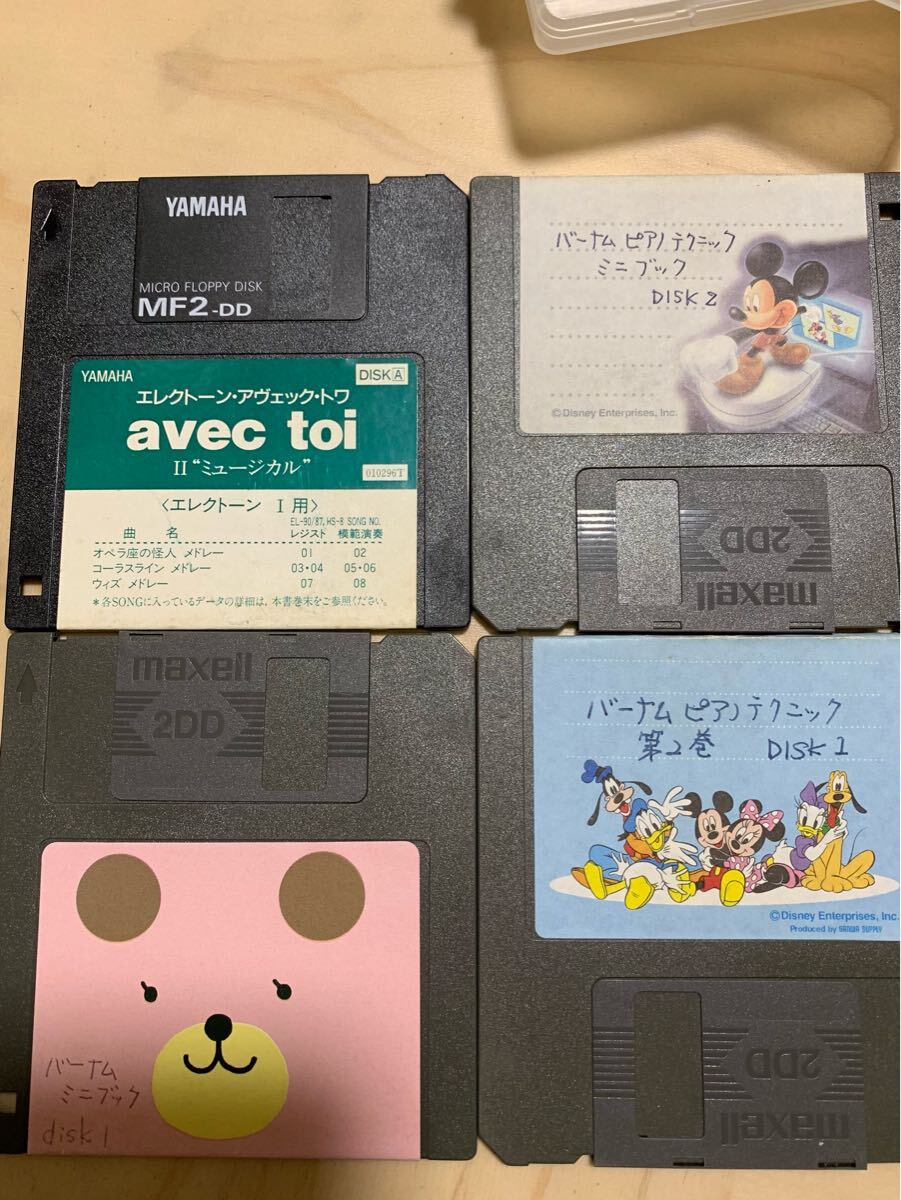 YAMAHA
MICRO FLOPPY DISK
MF2-DD
YAMAHA
DISK A
エレクトーン・アヴェック・トワ
avec toi
II "ミュージカル"
010296T
〈エレクトーン I 用〉
EL-90/87, HS-8 SONG NO.
曲 名 レジスト 模範演奏
オペラ座の怪人 メドレー 01 02
コーラスライン メドレー 03・04 05・06
ウィズ メドレー 07 08
*各SONGに入っているデータの詳細は、本書巻末をご参照ください。
バーナム ピアノ テクニック
ミニ ブック
DISK 2
©Disney Enterprises, Inc.
2DD
maxell
maxell
2DD
バーナム
ミニブック
disk 1
バーナム ピアノ テクニック
第2巻 DISK 1
©Disney Enterprises, Inc.
Produced by SANWA SUPPLY
2DD
maxell